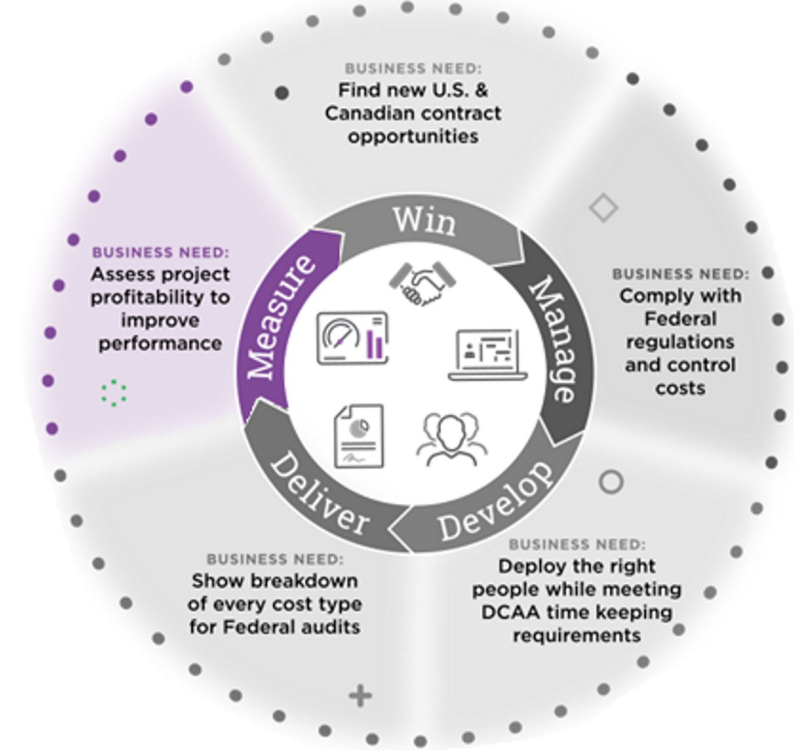 BUSINESS NEED:
Find new U.S. &
Canadian contract
opportunities
Win
BUSINESS NEED:
Comply with
Federal
regulations
and control
costs
Manage
BUSINESS NEED:
Deploy the right
people while meeting
DCAA time keeping
requirements
Develop
BUSINESS NEED:
Show breakdown
of every cost type
for Federal audits
Deliver
BUSINESS NEED:
Assess project
profitability to
improve
performance
Measure